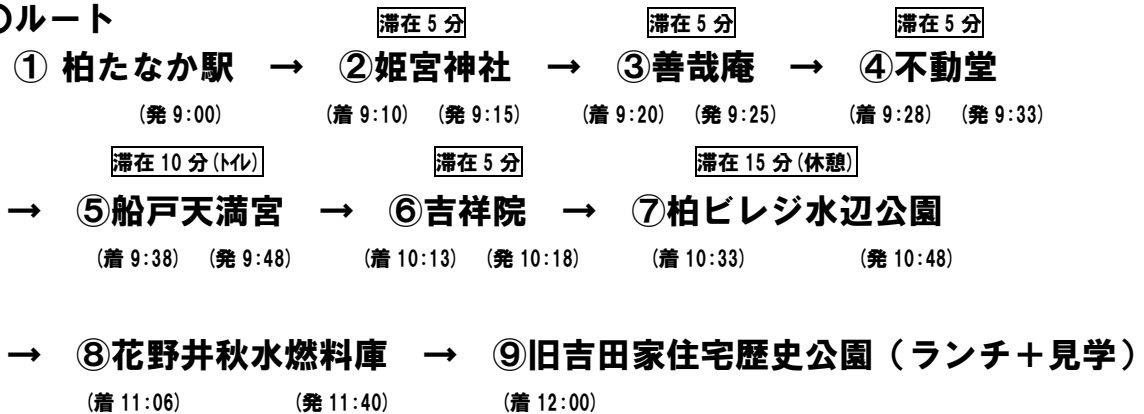 のルート
滞在 5 分 滞在 5 分 滞在 5 分
① 柏たなか駅 → ②姫宮神社 → ③善哉庵 → ④不動堂
(発 9:00) (着 9:10) (発 9:15) (着 9:20) (発 9:25) (着 9:28) (発 9:33)
滞在 10 分(ﾄｲﾚ) 滞在 5 分 滞在 15 分(休憩)
→ ⑤船戸天満宮 → ⑥吉祥院 → ⑦柏ビレジ水辺公園
(着 9:38) (発 9:48) (着 10:13) (発 10:18) (着 10:33) (発 10:48)
→ ⑧花野井秋水燃料庫 → ⑨旧吉田家住宅歴史公園（ランチ＋見学）
(着 11:06) (発 11:40) (着 12:00)